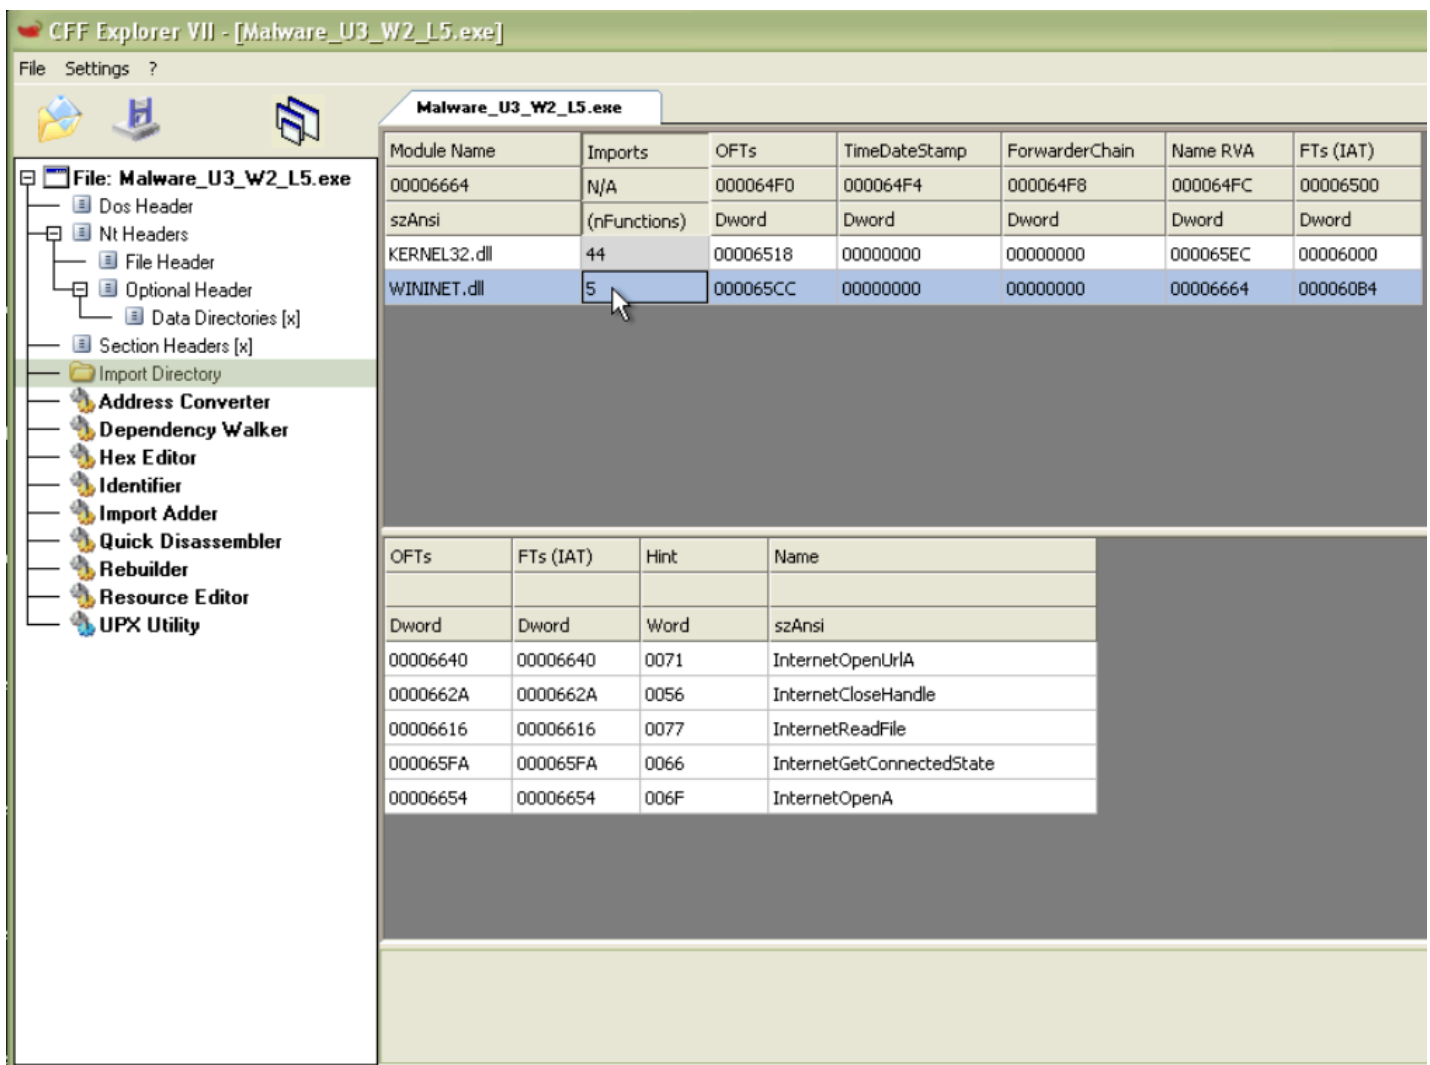 CFF Explorer VII - [Malware_U3_W2_L5.exe]
File Settings ?
Malware_U3_W2_L5.exe
File: Malware_U3_W2_L5.exe
Dos Header
Nt Headers
File Header
Optional Header
Data Directories [x]
Section Headers [x]
Import Directory
Address Converter
Dependency Walker
Hex Editor
Identifier
Import Adder
Quick Disassembler
Rebuilder
Resource Editor
UPX Utility
Module Name Imports OFTs TimeDateStamp ForwarderChain Name RVA FTs (IAT)
00006664 N/A 000064F0 000064F4 000064F8 000064FC 00006500
szAnsi (nFunctions) Dword Dword Dword Dword Dword
KERNEL32.dll 44 00006518 00000000 00000000 000065EC 00006000
WININET.dll 5 000065CC 00000000 00000000 00006664 000060B4
OFTs FTs (IAT) Hint Name
Dword Dword Word szAnsi
00006640 00006640 0071 InternetOpenUrlA
0000662A 0000662A 0056 InternetCloseHandle
00006616 00006616 0077 InternetReadFile
000065FA 000065FA 0066 InternetGetConnectedState
00006654 00006654 006F InternetOpenA